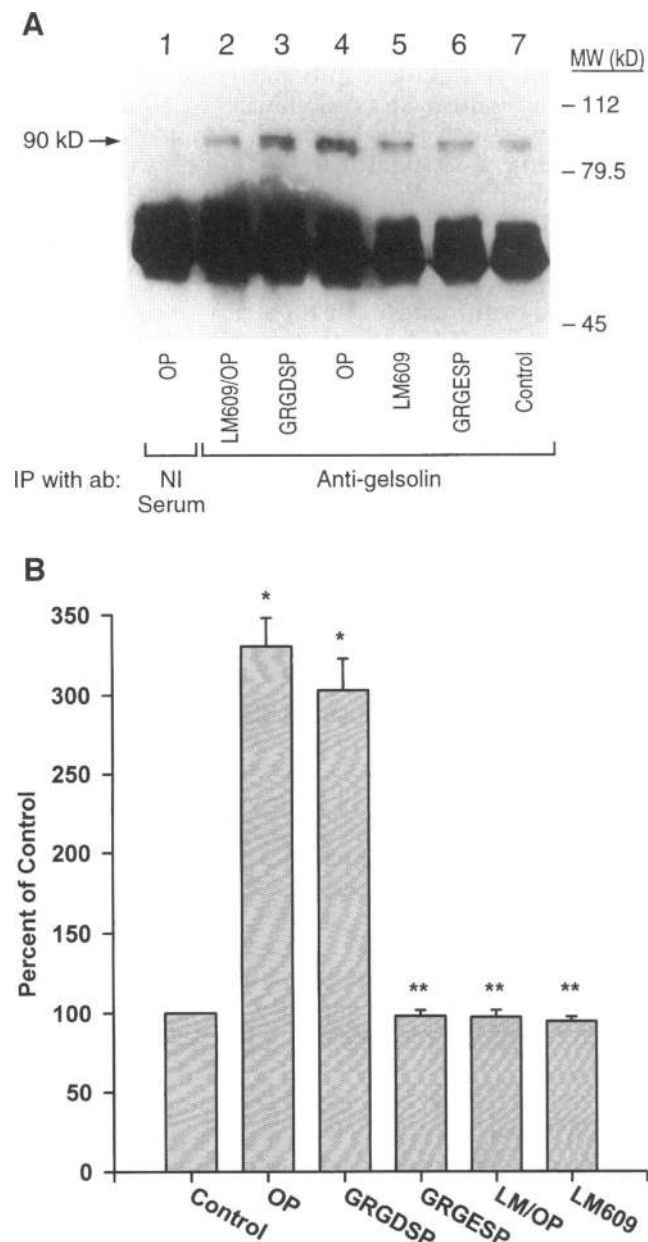 A
1 2 3 4 5 6 7 MW (kD)
- 112
90 kD →
- 79.5
- 45
OP LM609/OP GRGDSP OP LM609 GRGESP Control
IP with ab: NI Serum Anti-gelsolin
B
350
300
250
200
150
100
50
0
Percent of Control
* * ** ** **
Control OP GRGDSP GRGESP LM/OP LM609